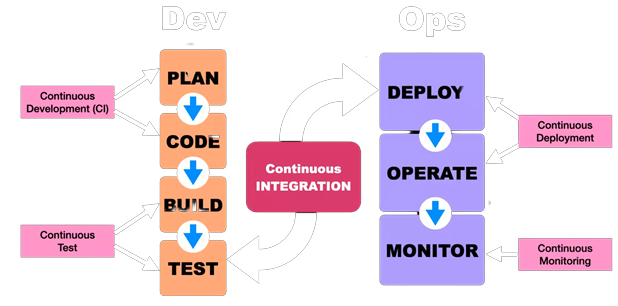 Dev
Ops
PLAN
CODE
BUILD
TEST
Continuous
Development (CI)
Continuous
Test
Continuous
INTEGRATION
DEPLOY
OPERATE
MONITOR
Continuous
Deployment
Continuous
Monitoring